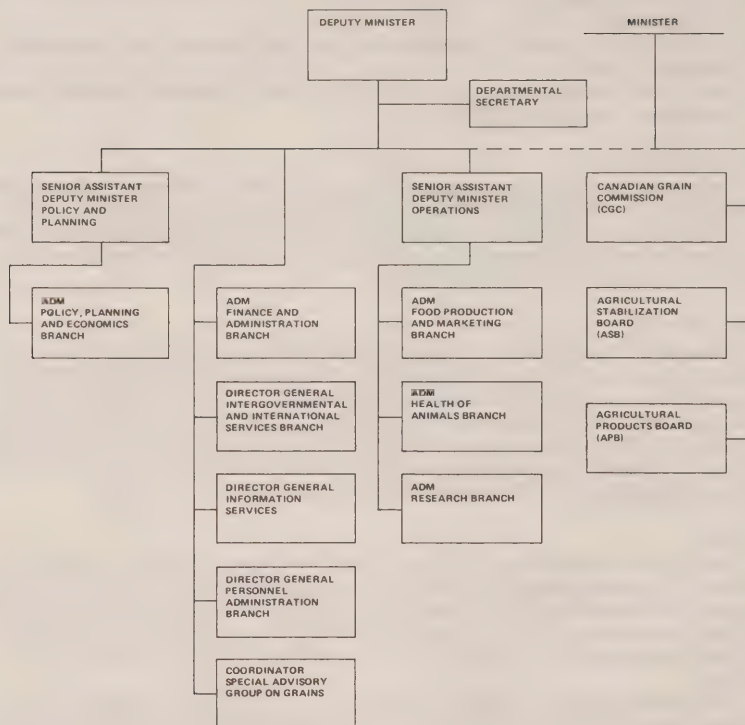 DEPUTY MINISTER
MINISTER
DEPARTMENTAL
SECRETARY
SENIOR ASSISTANT
DEPUTY MINISTER
POLICY AND
PLANNING
SENIOR ASSISTANT
DEPUTY MINISTER
OPERATIONS
CANADIAN GRAIN
COMMISSION
(CGC)
ADM
POLICY, PLANNING
AND ECONOMICS
BRANCH
ADM
FINANCE AND
ADMINISTRATION
BRANCH
ADM
FOOD PRODUCTION
AND MARKETING
BRANCH
AGRICULTURAL
STABILIZATION
BOARD
(ASB)
DIRECTOR GENERAL
INTERGOVERNMENTAL
AND INTERNATIONAL
SERVICES BRANCH
ADM
HEALTH OF
ANIMALS BRANCH
AGRICULTURAL
PRODUCTS BOARD
(APB)
DIRECTOR GENERAL
INFORMATION
SERVICES
ADM
RESEARCH BRANCH
DIRECTOR GENERAL
PERSONNEL
ADMINISTRATION
BRANCH
COORDINATOR
SPECIAL ADVISORY
GROUP ON GRAINS